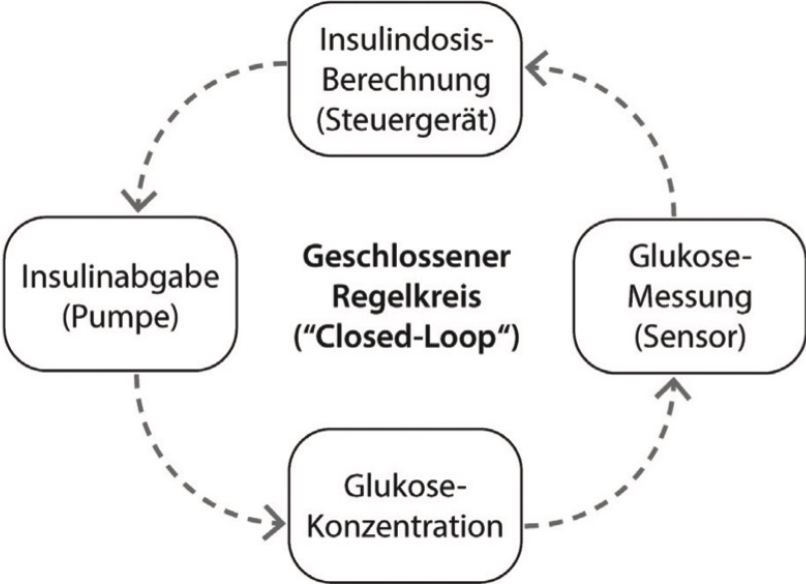 Insulindosis-
Berechnung
(Steuergerät)
Insulinabgabe
(Pumpe)
Geschlossener
Regelkreis
(“Closed-Loop“)
Glukose-
Messung
(Sensor)
Glukose-
Konzentration